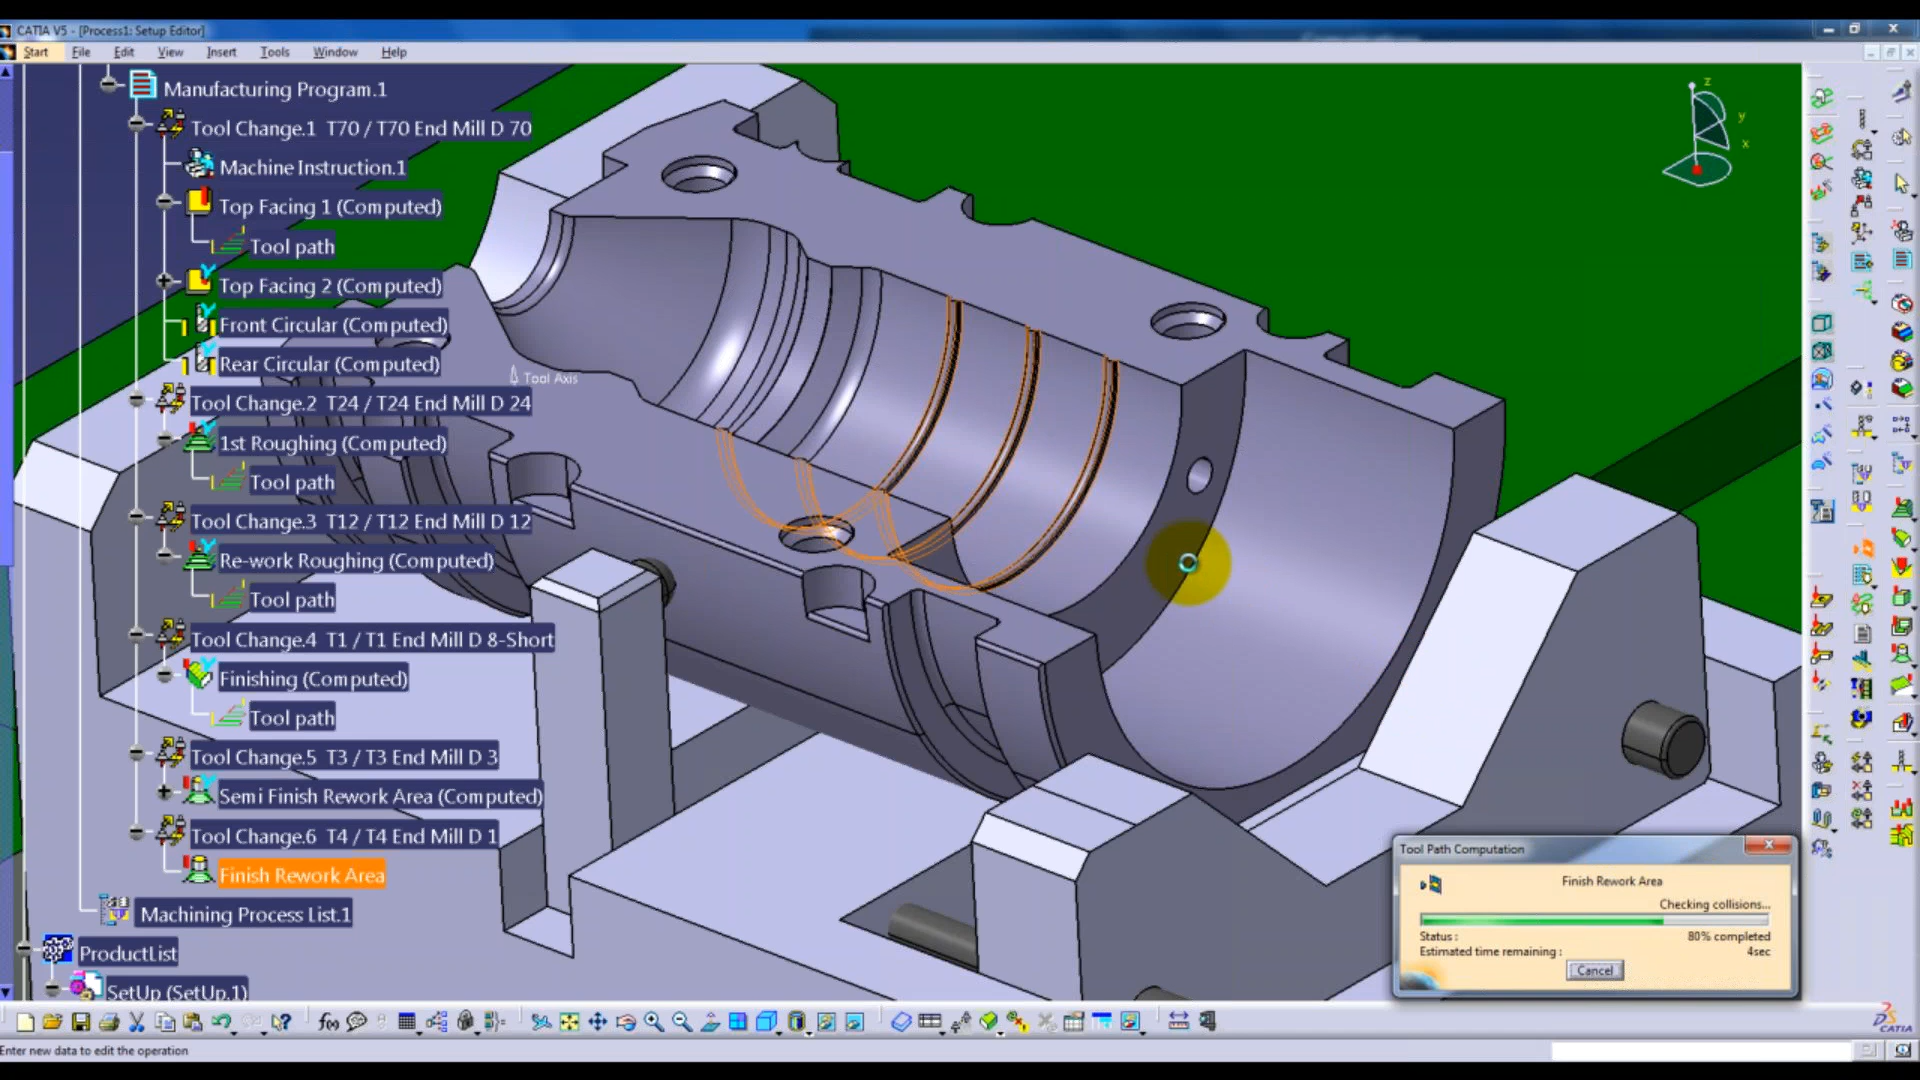 CATIA V5 - [Process1: Setup Editor]
Start File Edit View Insert Tools Window Help
Manufacturing Program.1
Tool Change.1 T70 / T70 End Mill D 70
Machine Instruction.1
Top Facing 1 (Computed)
Tool path
Top Facing 2 (Computed)
Front Circular (Computed)
Rear Circular (Computed)
Tool Axis
Tool Change.2 T24 / T24 End Mill D 24
1st Roughing (Computed)
Tool path
Tool Change.3 T12 / T12 End Mill D 12
Re-work Roughing (Computed)
Tool path
Tool Change.4 T1 / T1 End Mill D 8-Short
Finishing (Computed)
Tool path
Tool Change.5 T3 / T3 End Mill D 3
Semi Finish Rework Area (Computed)
Tool Change.6 T4 / T4 End Mill D 1
Finish Rework Area
Machining Process List.1
ProductList
SetUp (SetUp.1)
z
y
x
Tool Path Computation
Finish Rework Area
Checking collisions...
Status : 80% completed
Estimated time remaining : 4sec
Cancel
f(x)
CATIA
Enter new data to edit the operation